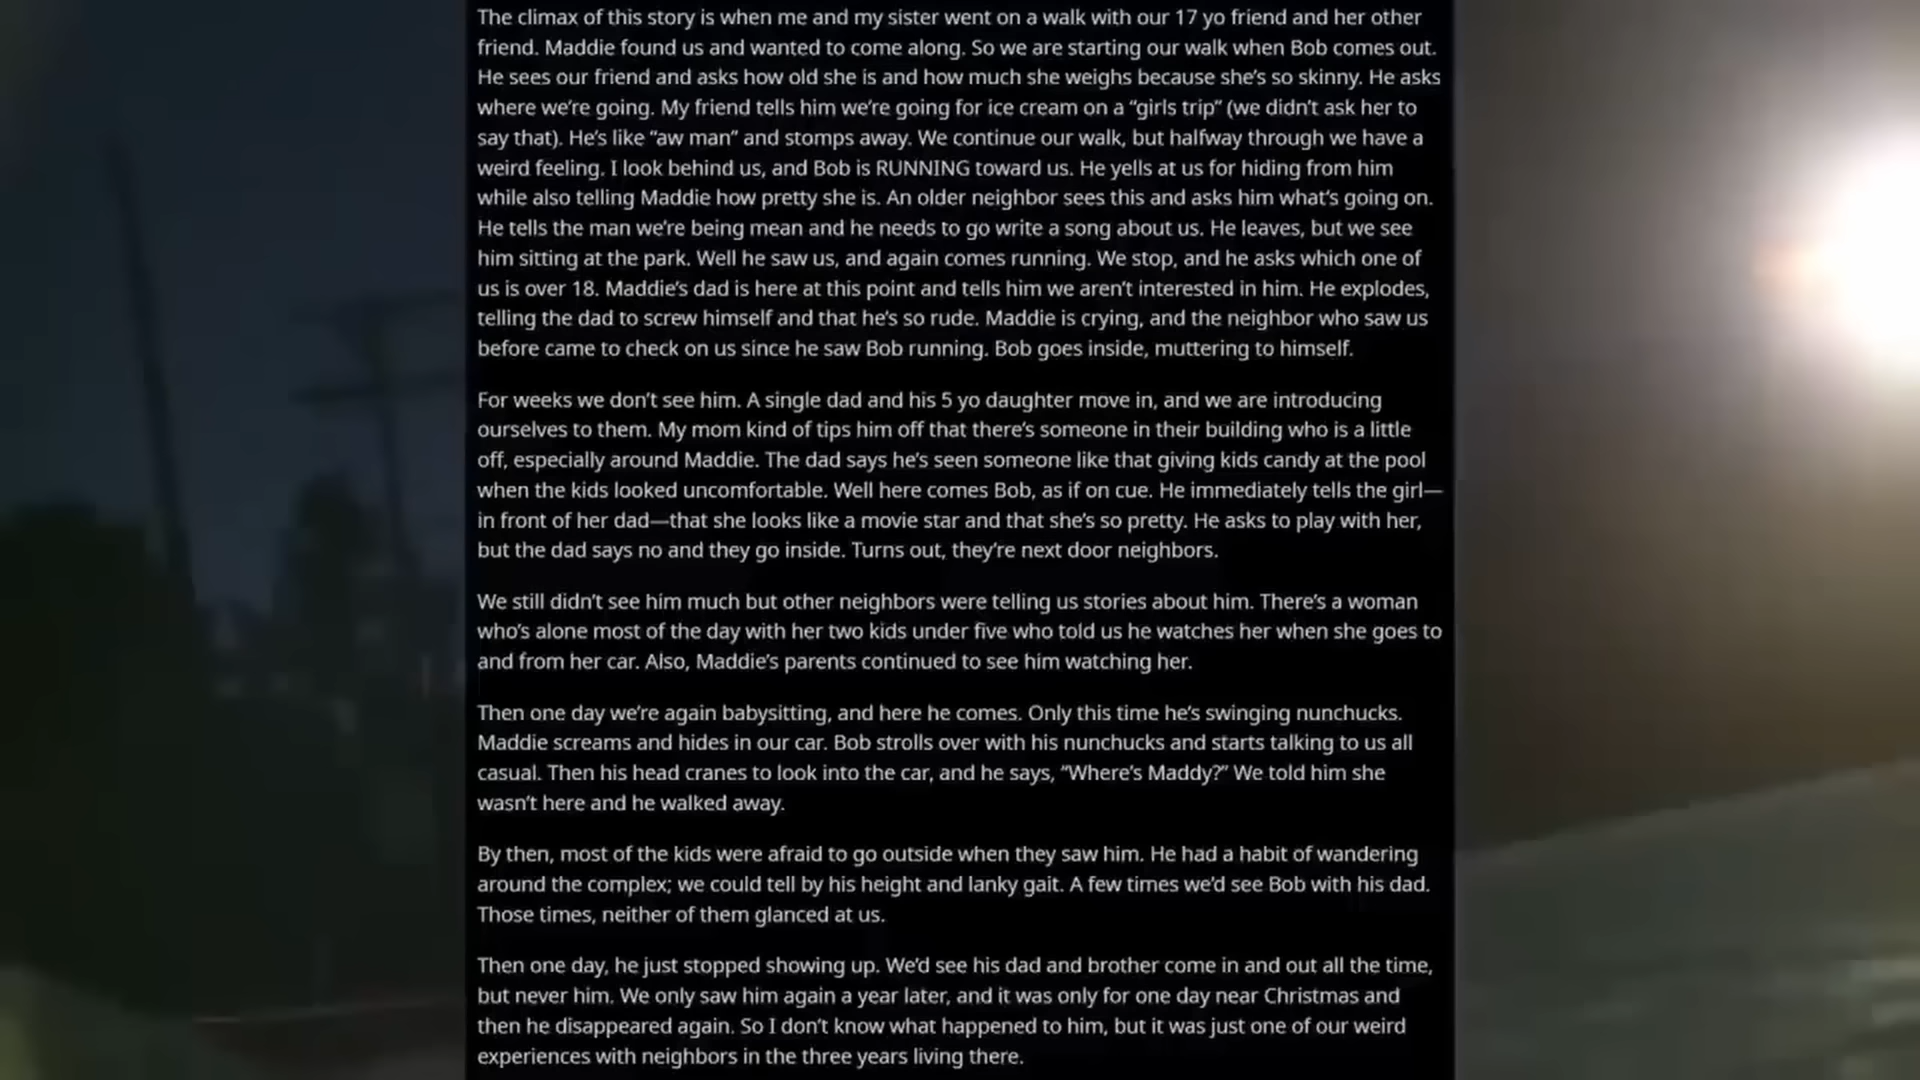 The climax of this story is when me and my sister went on a walk with our 17 yo friend and her other
friend. Maddie found us and wanted to come along. So we are starting our walk when Bob comes out.
He sees our friend and asks how old she is and how much she weighs because she’s so skinny. He asks
where we’re going. My friend tells him we’re going for ice cream on a “girls trip” (we didn’t ask her to
say that). He’s like “aw man” and stomps away. We continue our walk, but halfway through we have a
weird feeling. I look behind us, and Bob is RUNNING toward us. He yells at us for hiding from him
while also telling Maddie how pretty she is. An older neighbor sees this and asks him what’s going on.
He tells the man we’re being mean and he needs to go write a song about us. He leaves, but we see
him sitting at the park. Well he saw us, and again comes running. We stop, and he asks which one of
us is over 18. Maddie’s dad is here at this point and tells him we aren’t interested in him. He explodes,
telling the dad to screw himself and that he’s so rude. Maddie is crying, and the neighbor who saw us
before came to check on us since he saw Bob running. Bob goes inside, muttering to himself.
For weeks we don’t see him. A single dad and his 5 yo daughter move in, and we are introducing
ourselves to them. My mom kind of tips him off that there’s someone in their building who is a little
off, especially around Maddie. The dad says he’s seen someone like that giving kids candy at the pool
when the kids looked uncomfortable. Well here comes Bob, as if on cue. He immediately tells the girl—
in front of her dad—that she looks like a movie star and that she’s so pretty. He asks to play with her,
but the dad says no and they go inside. Turns out, they’re next door neighbors.
We still didn’t see him much but other neighbors were telling us stories about him. There’s a woman
who’s alone most of the day with her two kids under five who told us he watches her when she goes to
and from her car. Also, Maddie’s parents continued to see him watching her.
Then one day we’re again babysitting, and here he comes. Only this time he’s swinging nunchucks.
Maddie screams and hides in our car. Bob strolls over with his nunchucks and starts talking to us all
casual. Then his head cranes to look into the car, and he says, “Where’s Maddy?” We told him she
wasn’t here and he walked away.
By then, most of the kids were afraid to go outside when they saw him. He had a habit of wandering
around the complex; we could tell by his height and lanky gait. A few times we’d see Bob with his dad.
Those times, neither of them glanced at us.
Then one day, he just stopped showing up. We’d see his dad and brother come in and out all the time,
but never him. We only saw him again a year later, and it was only for one day near Christmas and
then he disappeared again. So I don’t know what happened to him, but it was just one of our weird
experiences with neighbors in the three years living there.